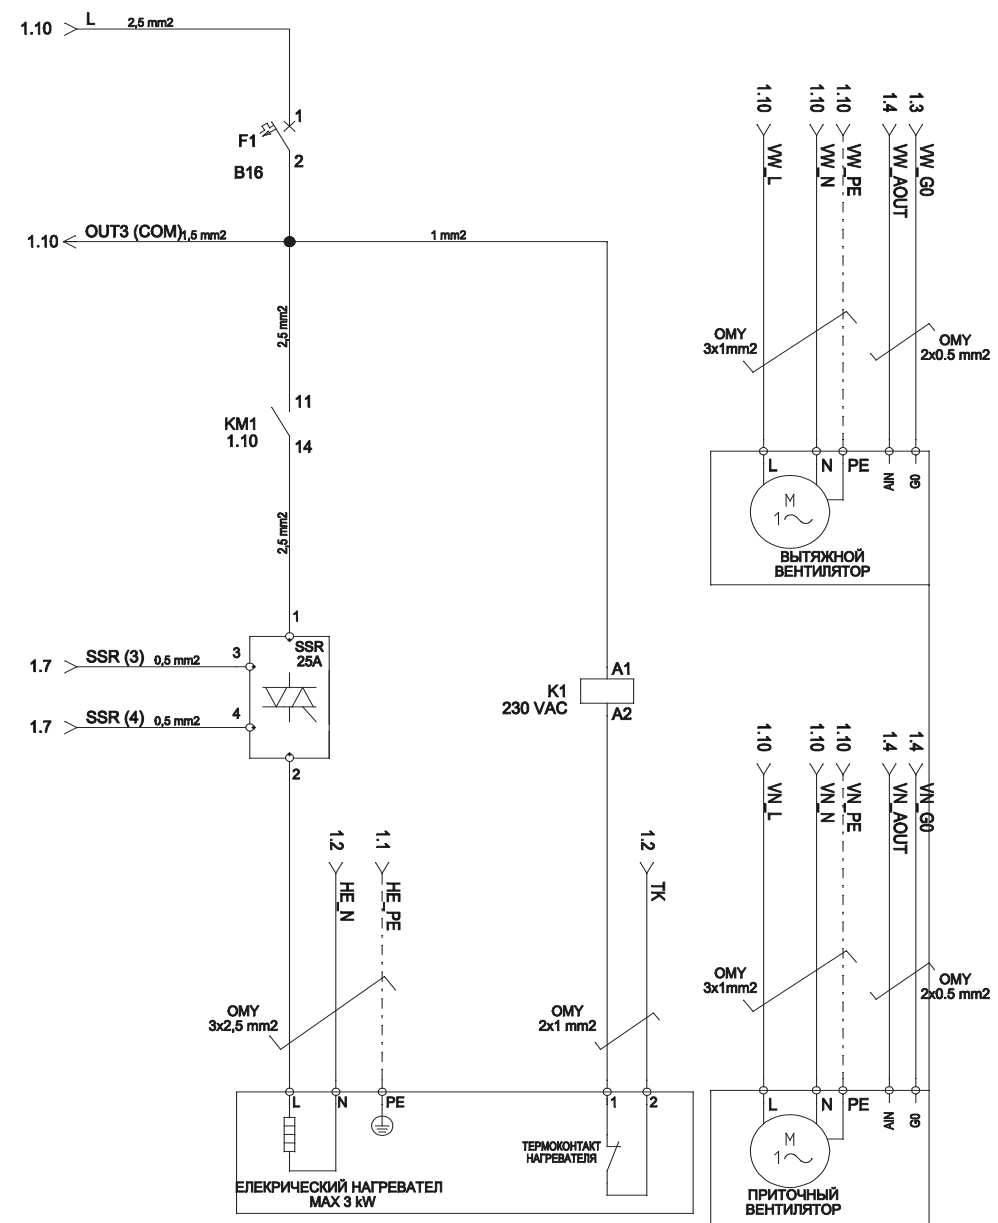 1.10
L
2,5 mm2
F1
B16
1
2
1.10
OUT3 (COM)
1,5 mm2
1 mm2
2,5 mm2
KM1
1.10
11
14
2,5 mm2
1
SSR
25A
1.7
SSR (3)
0,5 mm2
3
1.7
SSR (4)
0,5 mm2
4
2
K1
230 VAC
A1
A2
1.2
HE_N
1.1
HE_PE
1.2
TK
OMY
3x2,5 mm2
OMY
2x1 mm2
L
N
PE
1
2
ТЕРМОКОНТАКТ
НАГРЕВАТЕЛЯ
ЕЛЕКРИЧЕСКИЙ НАГРЕВАТЕЛ
MAX 3 kW
1.10
1.10
1.10
1.4
1.3
VW_L
VW_N
VW_PE
VW_AOUT
VW_G0
OMY
3x1mm2
OMY
2x0.5 mm2
L
N
PE
AIN
G0
M
1
ВЫТЯЖНОЙ
ВЕНТИЛЯТОР
1.10
1.10
1.10
1.4
1.4
VN_L
VN_N
VN_PE
VN_AOUT
VN_G0
OMY
3x1mm2
OMY
2x0.5 mm2
L
N
PE
AIN
G0
M
1
ПРИТОЧНЫЙ
ВЕНТИЛЯТОР